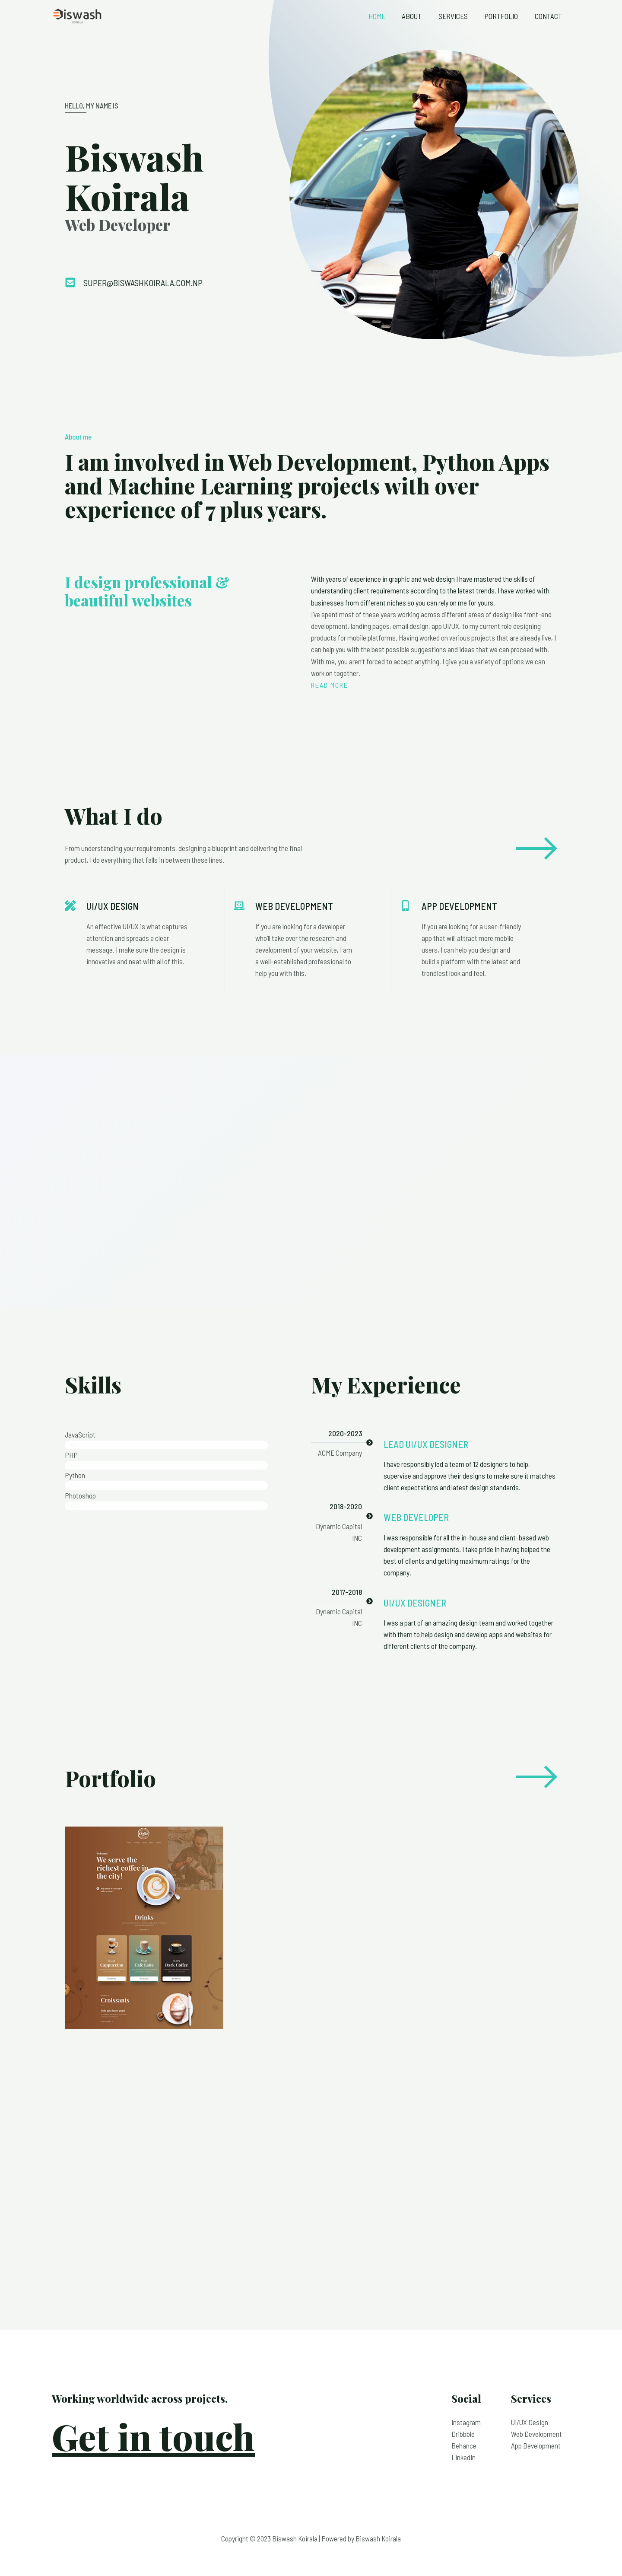 Biswash
KOIRALA
HOME ABOUT SERVICES PORTFOLIO CONTACT
HELLO, MY NAME IS
Biswash
Koirala
Web Developer
SUPER@BISWASHKOIRALA.COM.NP
About me
I am involved in Web Development, Python Apps
and Machine Learning projects with over
experience of 7 plus years.
I design professional &
beautiful websites
With years of experience in graphic and web design I have mastered the skills of
understanding client requirements according to the latest trends. I have worked with
businesses from different niches so you can rely on me for yours.
I've spent most of these years working across different areas of design like front-end
development, landing pages, email design, app UI/UX, to my current role designing
products for mobile platforms. Having worked on various projects that are already live, I
can help you with the best possible suggestions and ideas that we can proceed with.
With me, you aren't forced to accept anything. I give you a variety of options we can
work on together.
READ MORE
What I do
From understanding your requirements, designing a blueprint and delivering the final
product, I do everything that falls in between these lines.
UI/UX DESIGN
An effective UI/UX is what captures
attention and spreads a clear
message. I make sure the design is
innovative and neat with all of this.
WEB DEVELOPMENT
If you are looking for a developer
who'll take over the research and
development of your website, I am
a well-established professional to
help you with this.
APP DEVELOPMENT
If you are looking for a user-friendly
app that will attract more mobile
users, I can help you design and
build a platform with the latest and
trendiest look and feel.
Skills
JavaScript
PHP
Python
Photoshop
My Experience
2020-2023
ACME Company
LEAD UI/UX DESIGNER
I have responsibly led a team of 12 designers to help,
supervise and approve their designs to make sure it matches
client expectations and latest design standards.
2018-2020
Dynamic Capital
INC
WEB DEVELOPER
I was responsible for all the in-house and client-based web
development assignments. I take pride in having helped the
best of clients and getting maximum ratings for the
company.
2017-2018
Dynamic Capital
INC
UI/UX DESIGNER
I was a part of an amazing design team and worked together
with them to help design and develop apps and websites for
different clients of the company.
Portfolio
We serve the
richest coffee in
the city!
Drinks
Cappuccino
Cafe Latte
Dark Coffee
Croissants
Working worldwide across projects.
Get in touch
Social
Instagram
Dribbble
Behance
LinkedIn
Services
UI/UX Design
Web Development
App Development
Copyright © 2023 Biswash Koirala | Powered by Biswash Koirala